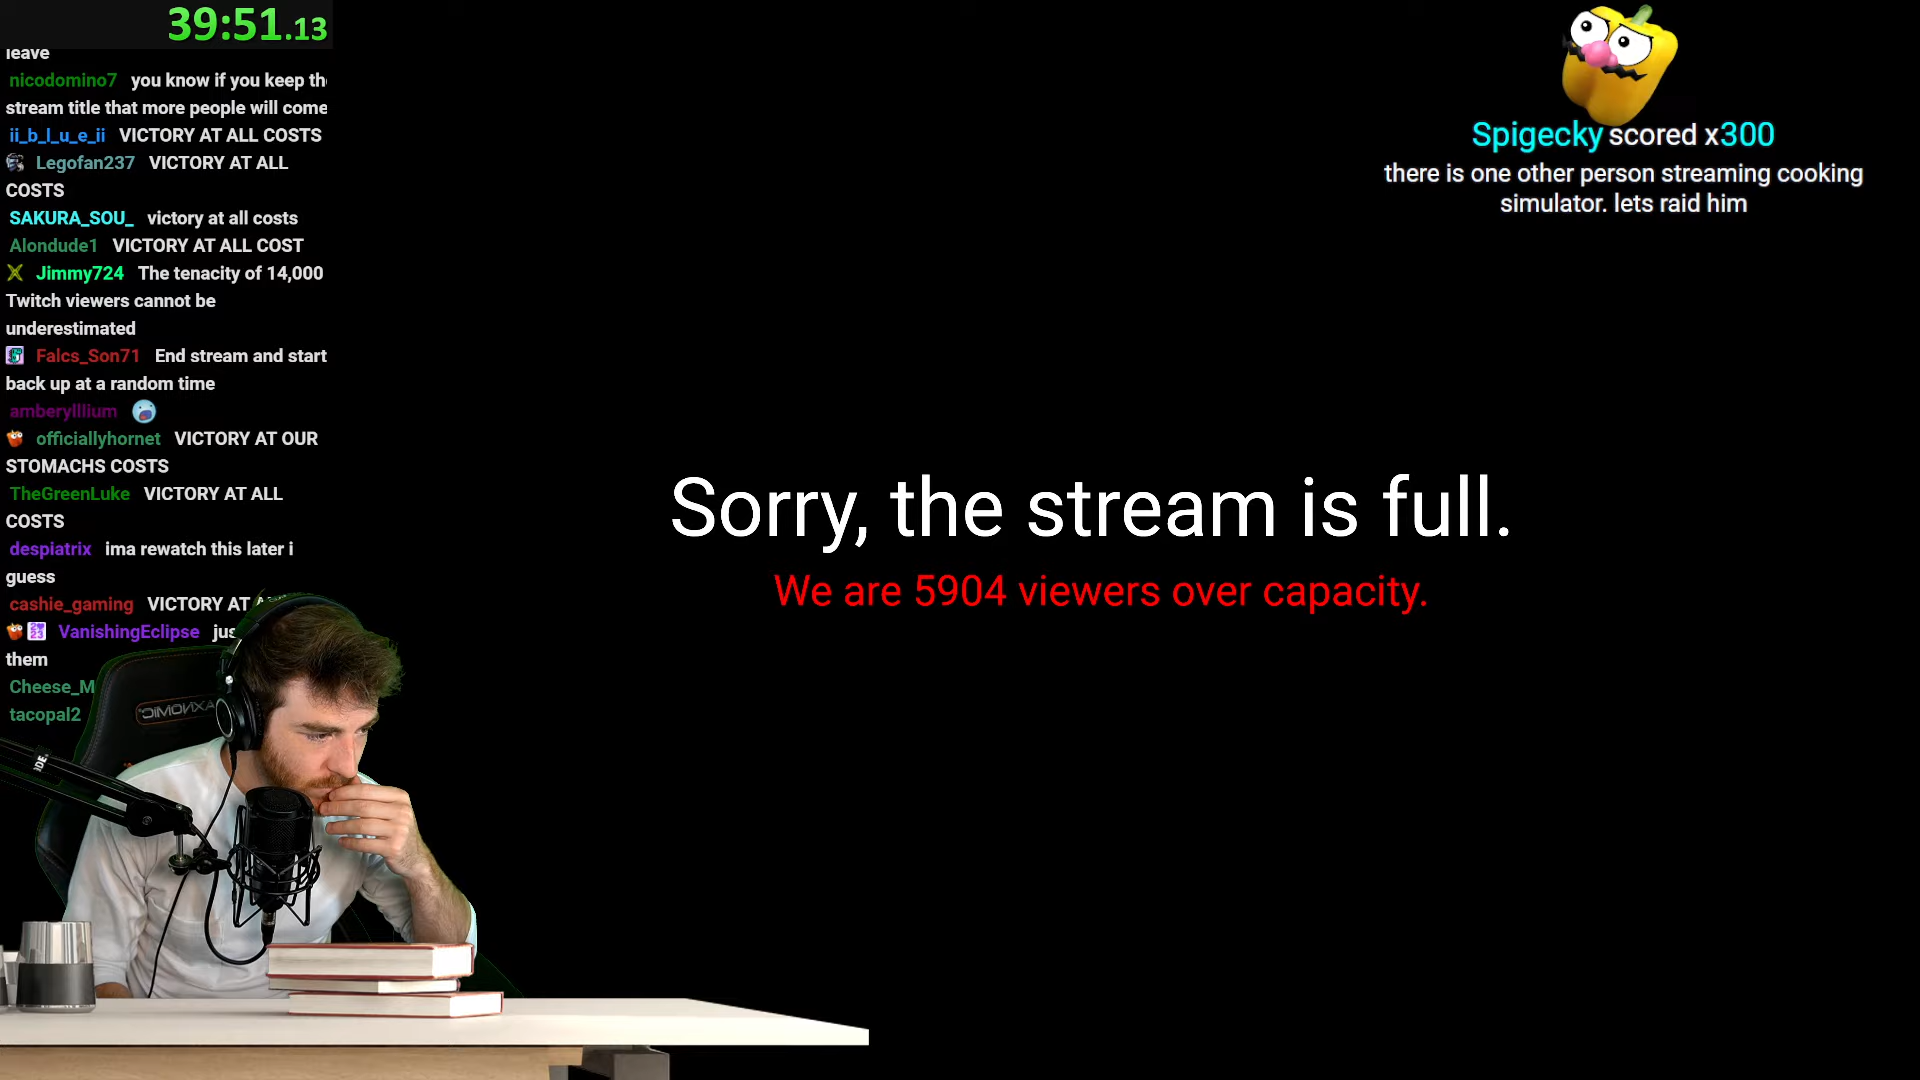 39:51.13
leave
nicodomino7 you know if you keep the
stream title that more people will come
ii_b_l_u_e_ii VICTORY AT ALL COSTS
Legofan237 VICTORY AT ALL
COSTS
SAKURA_SOU_ victory at all costs
Alondude1 VICTORY AT ALL COST
Jimmy724 The tenacity of 14,000
Twitch viewers cannot be
underestimated
Falcs_Son71 End stream and start
back up at a random time
amberylllium
officiallyhornet VICTORY AT OUR
STOMACHS COSTS
TheGreenLuke VICTORY AT ALL
COSTS
despiatrix ima rewatch this later i
guess
cashie_gaming VICTORY AT
VanishingEclipse jus
them
Cheese_M
tacopal2
Spigecky scored x300
there is one other person streaming cooking
simulator. lets raid him
Sorry, the stream is full.
We are 5904 viewers over capacity.